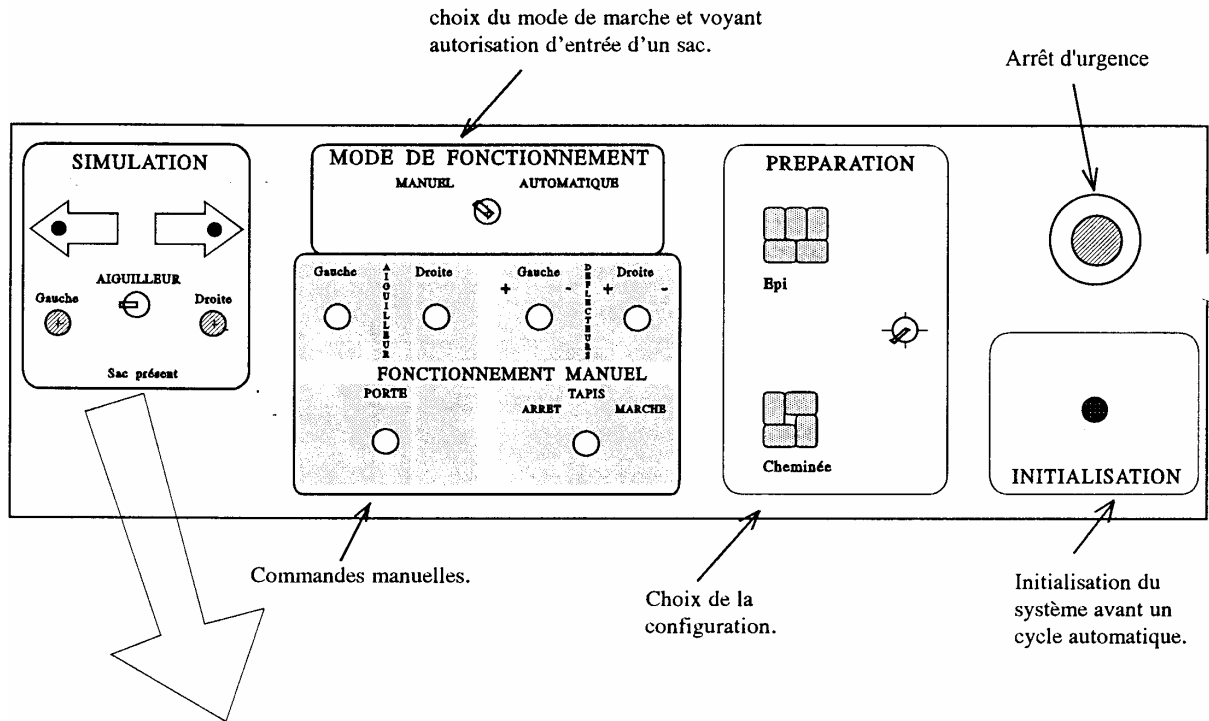 choix du mode de marche et voyant
autorisation d'entrée d'un sac.
Arrêt d'urgence
SIMULATION
AIGUILLEUR
Gauche
Droite
Sac présent
MODE DE FONCTIONNEMENT
MANUEL
AUTOMATIQUE
Gauche
AIGUILLEUR
Droite
+ Gauche -
DEFLECTEURS
+ Droite -
FONCTIONNEMENT MANUEL
PORTE
TAPIS
ARRET
MARCHE
PREPARATION
Epi
Cheminée
INITIALISATION
Commandes manuelles.
Choix de la
configuration.
Initialisation du
système avant un
cycle automatique.